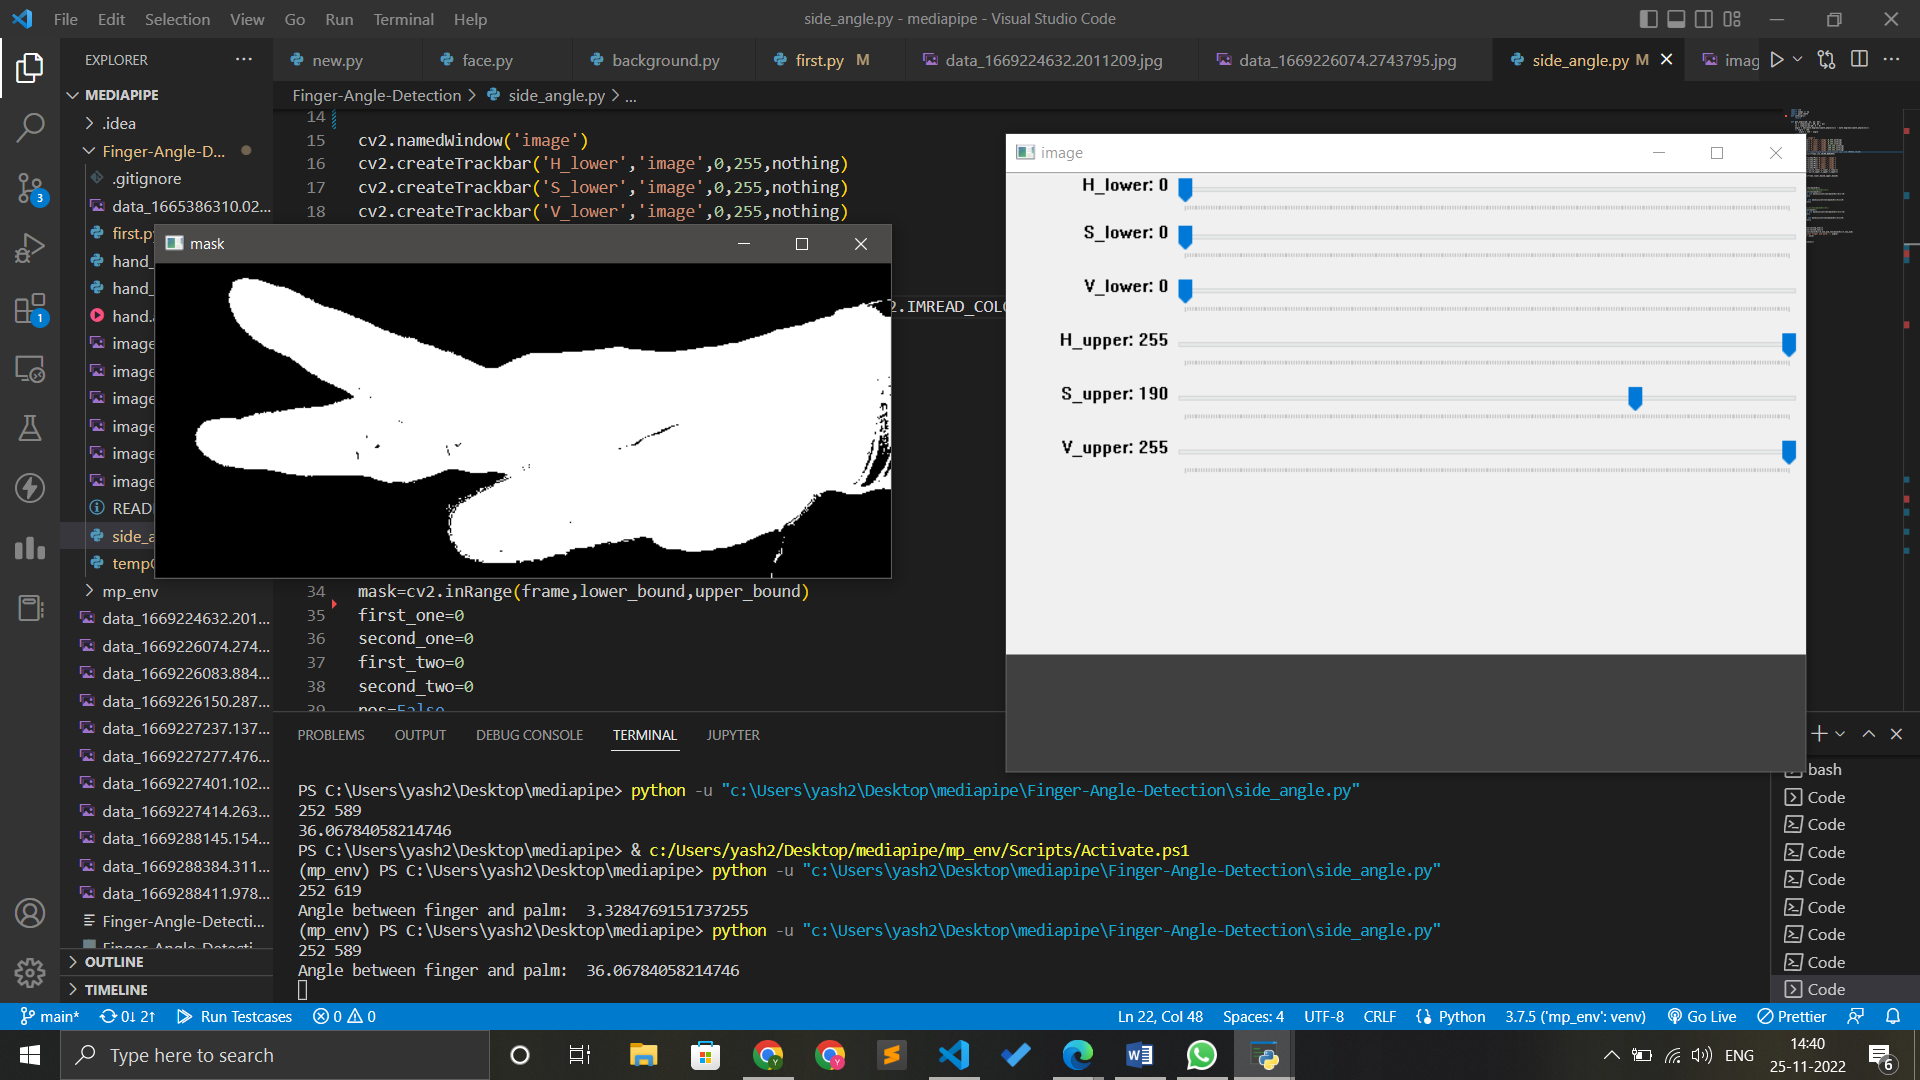 File Edit Selection View Go Run Terminal Help
side_angle.py - mediapipe - Visual Studio Code
EXPLORER
new.py
face.py
background.py
first.py M
data_1669224632.2011209.jpg
data_1669226074.2743795.jpg
side_angle.py M
imag
MEDIAPIPE
.idea
Finger-Angle-D...
.gitignore
data_1665386310.02...
first.py
hand_
hand_
hand.
image
image
image
image
image
image
READ
side_a
temp
mp_env
data_1669224632.201...
data_1669226074.274...
data_1669226083.884...
data_1669226150.287...
data_1669227237.137...
data_1669227277.476...
data_1669227401.102...
data_1669227414.263...
data_1669288145.154...
data_1669288384.311...
data_1669288411.978...
Finger-Angle-Detecti...
Finger-Angle-Detecti
OUTLINE
TIMELINE
3
1
Finger-Angle-Detection > side_angle.py > ...
14
15 cv2.namedWindow('image')
16 cv2.createTrackbar('H_lower','image',0,255,nothing)
17 cv2.createTrackbar('S_lower','image',0,255,nothing)
18 cv2.createTrackbar('V_lower','image',0,255,nothing)
2.IMREAD_COLO
mask
34 mask=cv2.inRange(frame,lower_bound,upper_bound)
35 first_one=0
36 second_one=0
37 first_two=0
38 second_two=0
39 pos=False
image
H_lower: 0
S_lower: 0
V_lower: 0
H_upper: 255
S_upper: 190
V_upper: 255
PROBLEMS OUTPUT DEBUG CONSOLE TERMINAL JUPYTER
PS C:\Users\yash2\Desktop\mediapipe> python -u "c:\Users\yash2\Desktop\mediapipe\Finger-Angle-Detection\side_angle.py"
252 589
36.06784058214746
PS C:\Users\yash2\Desktop\mediapipe> & c:/Users/yash2/Desktop/mediapipe/mp_env/Scripts/Activate.ps1
(mp_env) PS C:\Users\yash2\Desktop\mediapipe> python -u "c:\Users\yash2\Desktop\mediapipe\Finger-Angle-Detection\side_angle.py"
252 619
Angle between finger and palm:  3.3284769151737255
(mp_env) PS C:\Users\yash2\Desktop\mediapipe> python -u "c:\Users\yash2\Desktop\mediapipe\Finger-Angle-Detection\side_angle.py"
252 589
Angle between finger and palm:  36.06784058214746
bash
Code
Code
Code
Code
Code
Code
Code
Code
main* 0↓ 2↑ Run Testcases 0 0
Ln 22, Col 48 Spaces: 4 UTF-8 CRLF Python 3.7.5 ('mp_env': venv) Go Live Prettier
Type here to search
ENG
14:40
25-11-2022
6